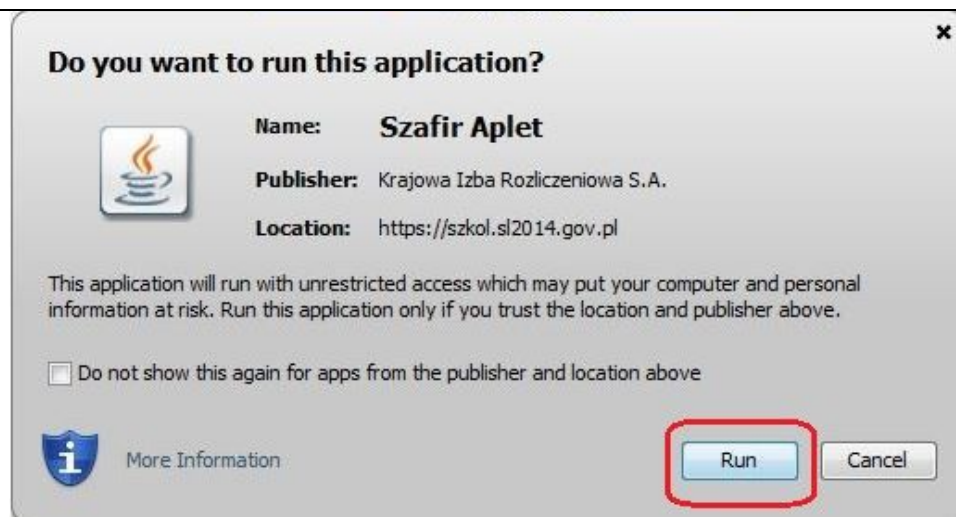 Do you want to run this application?
Name: Szafir Aplet
Publisher: Krajowa Izba Rozliczeniowa S.A.
Location: https://szkol.sl2014.gov.pl
This application will run with unrestricted access which may put your computer and personal
information at risk. Run this application only if you trust the location and publisher above.
Do not show this again for apps from the publisher and location above
More Information
Run
Cancel